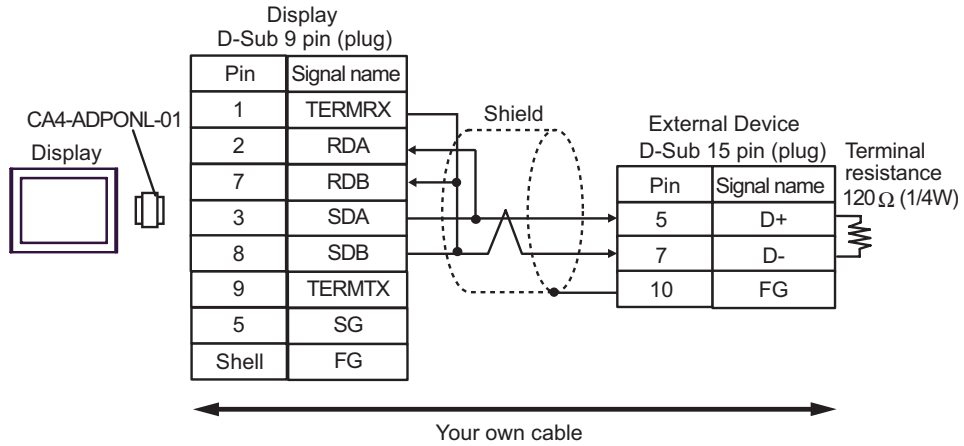 Display
D-Sub 9 pin (plug)
Pin Signal name
1 TERMRX
2 RDA
7 RDB
3 SDA
8 SDB
9 TERMTX
5 SG
Shell FG
CA4-ADPONL-01
Display
Shield
External Device
D-Sub 15 pin (plug)
Pin Signal name
5 D+
7 D-
10 FG
Terminal
resistance
120Ω (1/4W)
Your own cable